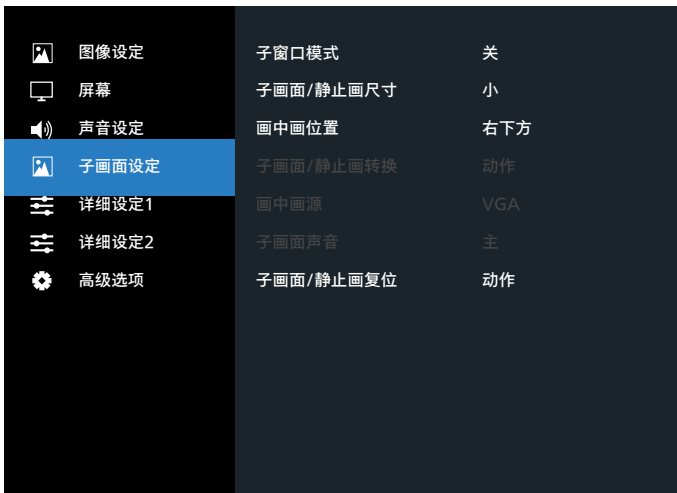 图像设定
屏幕
声音设定
子画面设定
详细设定1
详细设定2
高级选项
子窗口模式 关
子画面/静止画尺寸 小
画中画位置 右下方
子画面/静止画转换 动作
画中画源 VGA
子画面声音 主
子画面/静止画复位 动作